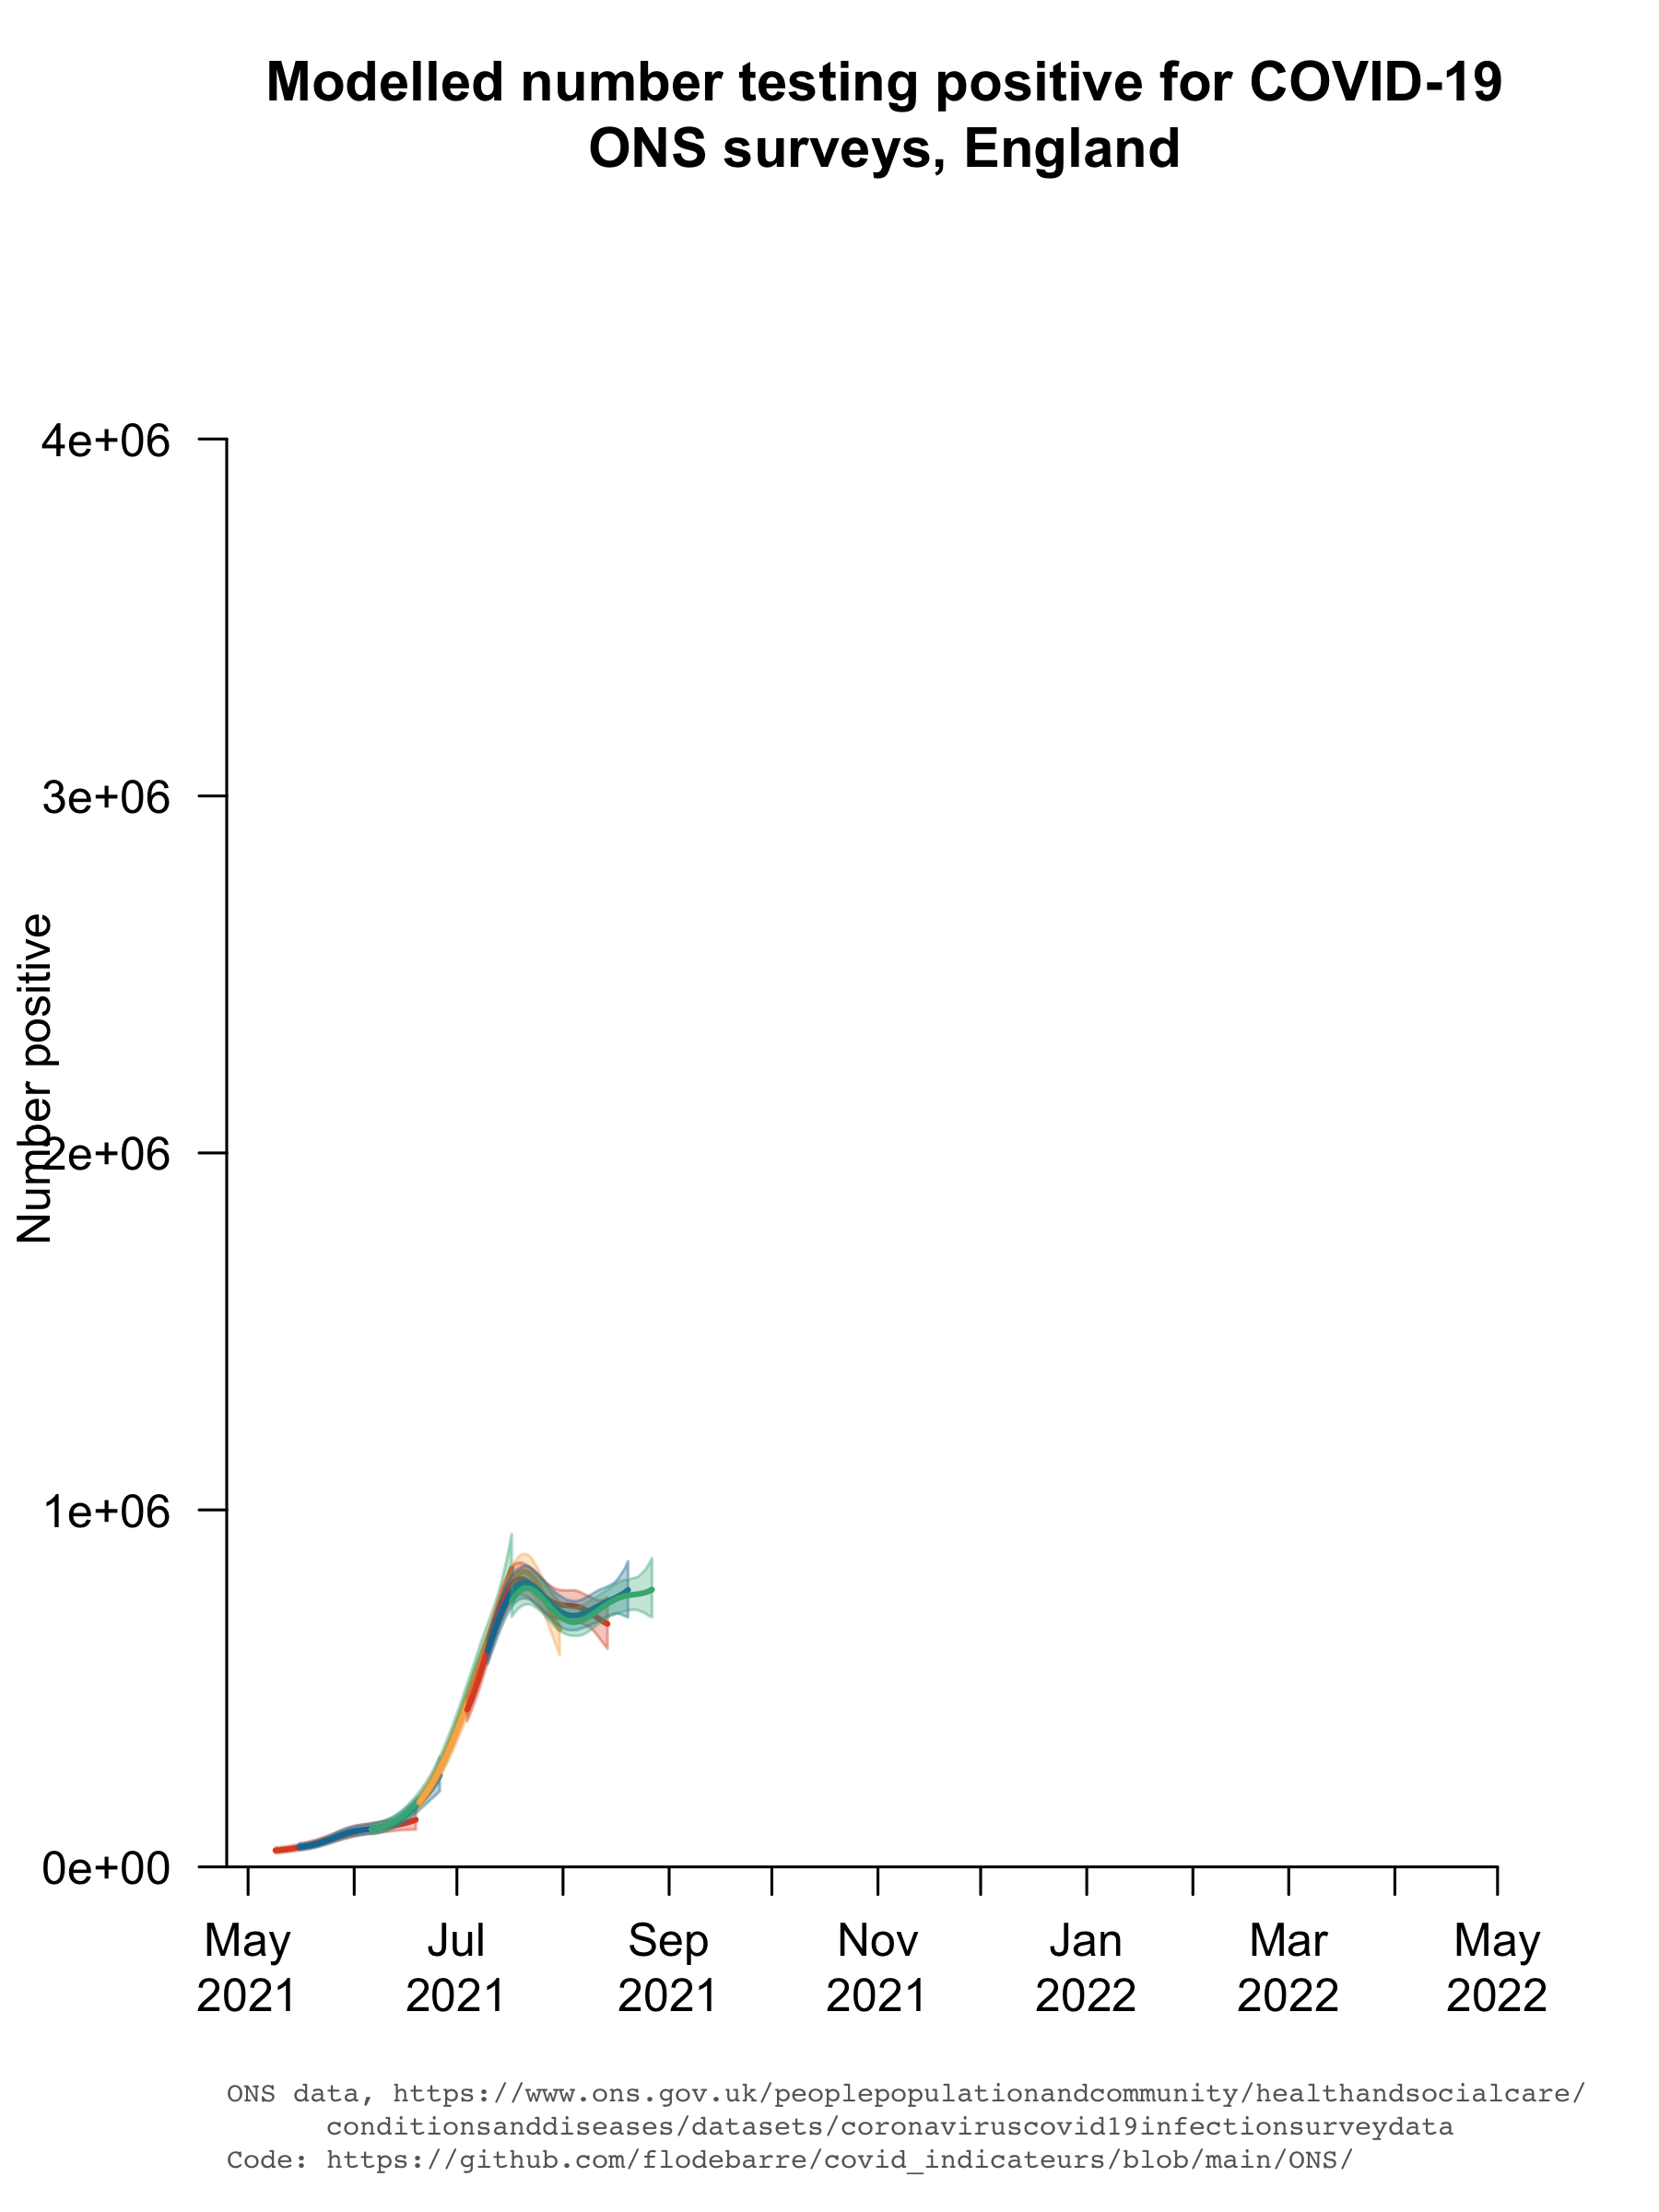 Modelled number testing positive for COVID-19
ONS surveys, England
4e+06
3e+06
2e+06
1e+06
0e+00
Number positive
May Jul Sep Nov Jan Mar May
2021 2021 2021 2021 2022 2022 2022
ONS data, https://www.ons.gov.uk/peoplepopulationandcommunity/healthandsocialcare/
conditionsanddiseases/datasets/coronaviruscovid19infectionsurveydata
Code: https://github.com/flodebarre/covid_indicateurs/blob/main/ONS/